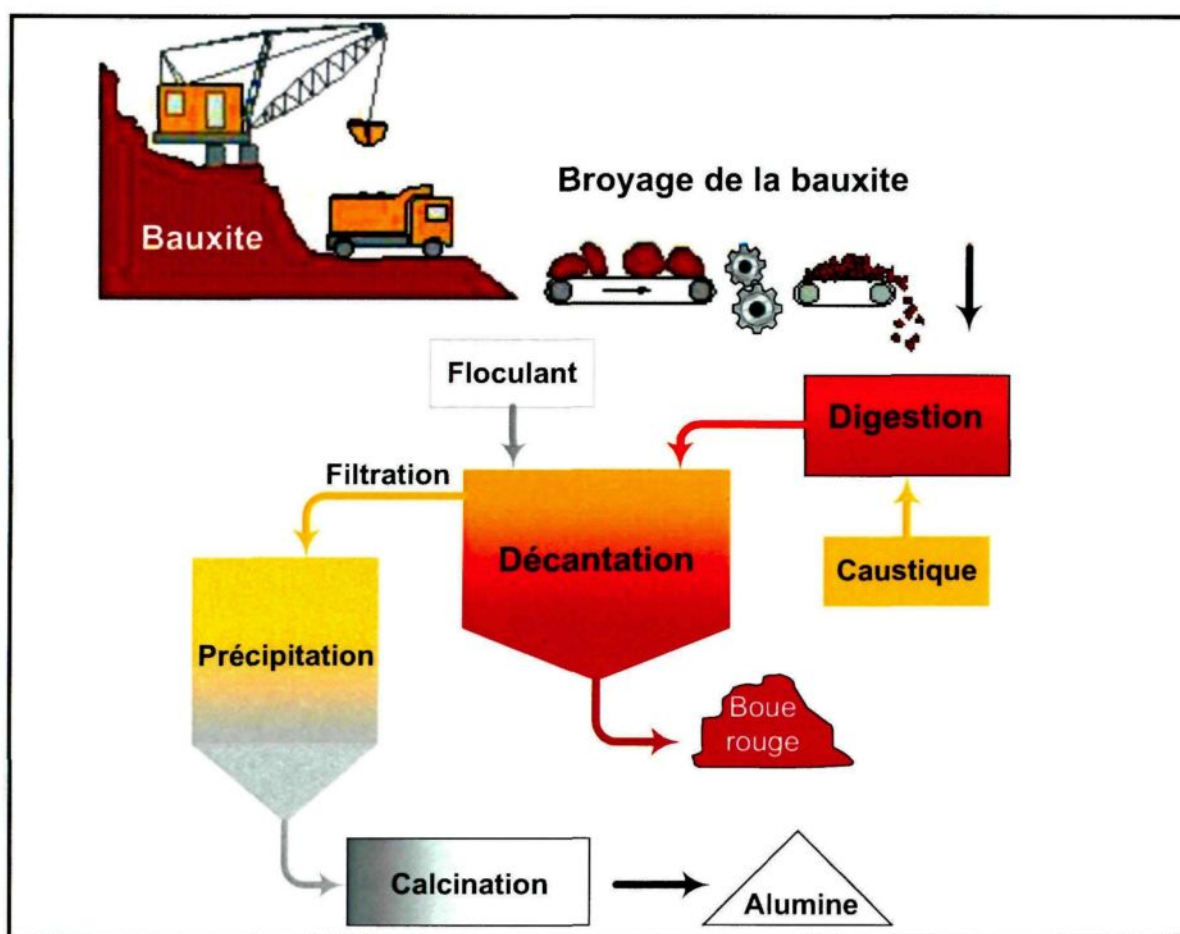 Bauxite
Broyage de la bauxite
Floculant
Digestion
Filtration
Décantation
Caustique
Précipitation
Boue
rouge
Calcination
Alumine